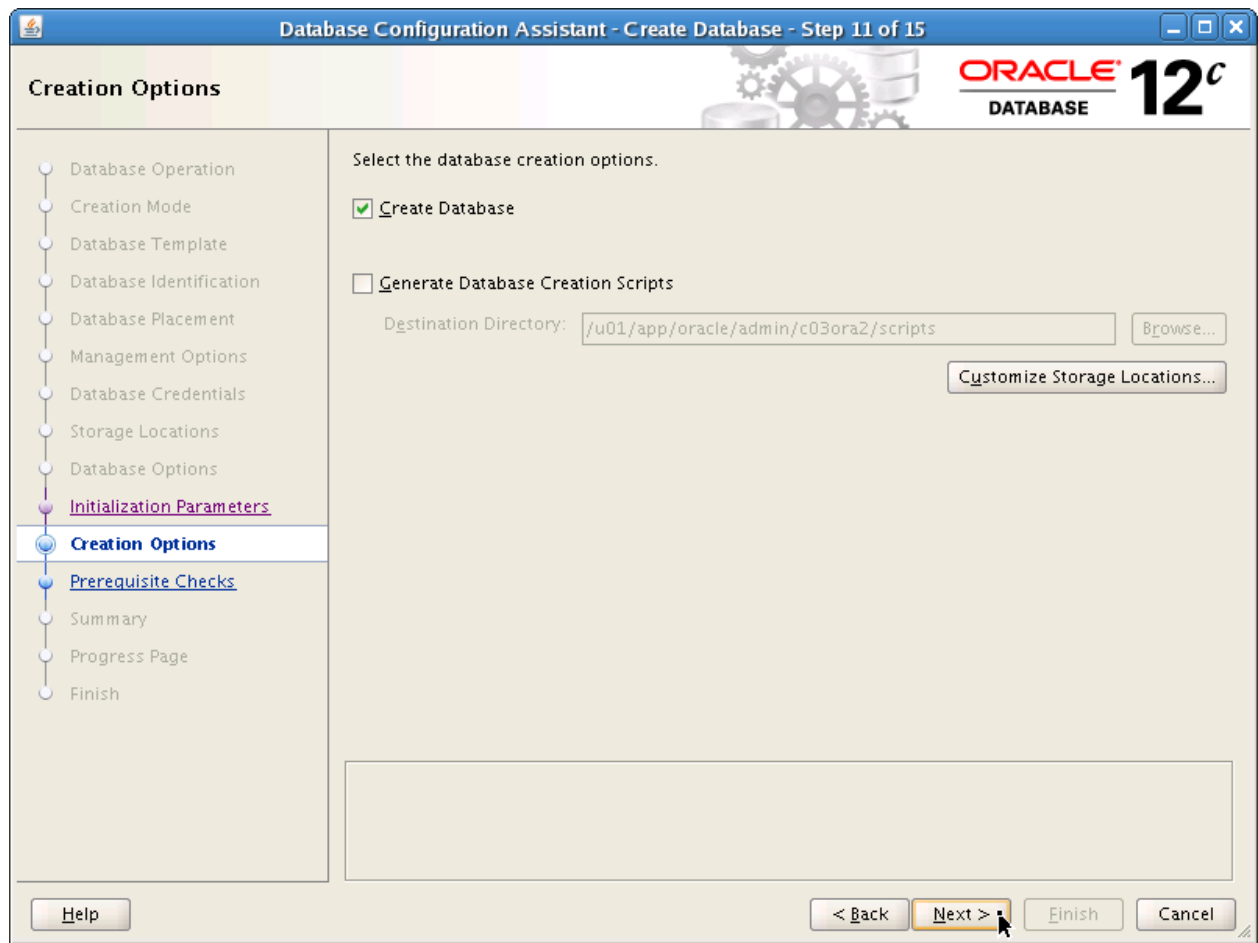 Database Configuration Assistant - Create Database - Step 11 of 15
Creation Options
ORACLE
DATABASE
12c
Database Operation
Creation Mode
Database Template
Database Identification
Database Placement
Management Options
Database Credentials
Storage Locations
Database Options
Initialization Parameters
Creation Options
Prerequisite Checks
Summary
Progress Page
Finish
Select the database creation options.
Create Database
Generate Database Creation Scripts
Destination Directory: /u01/app/oracle/admin/c03ora2/scripts Browse...
Customize Storage Locations...
Help < Back Next > Finish Cancel